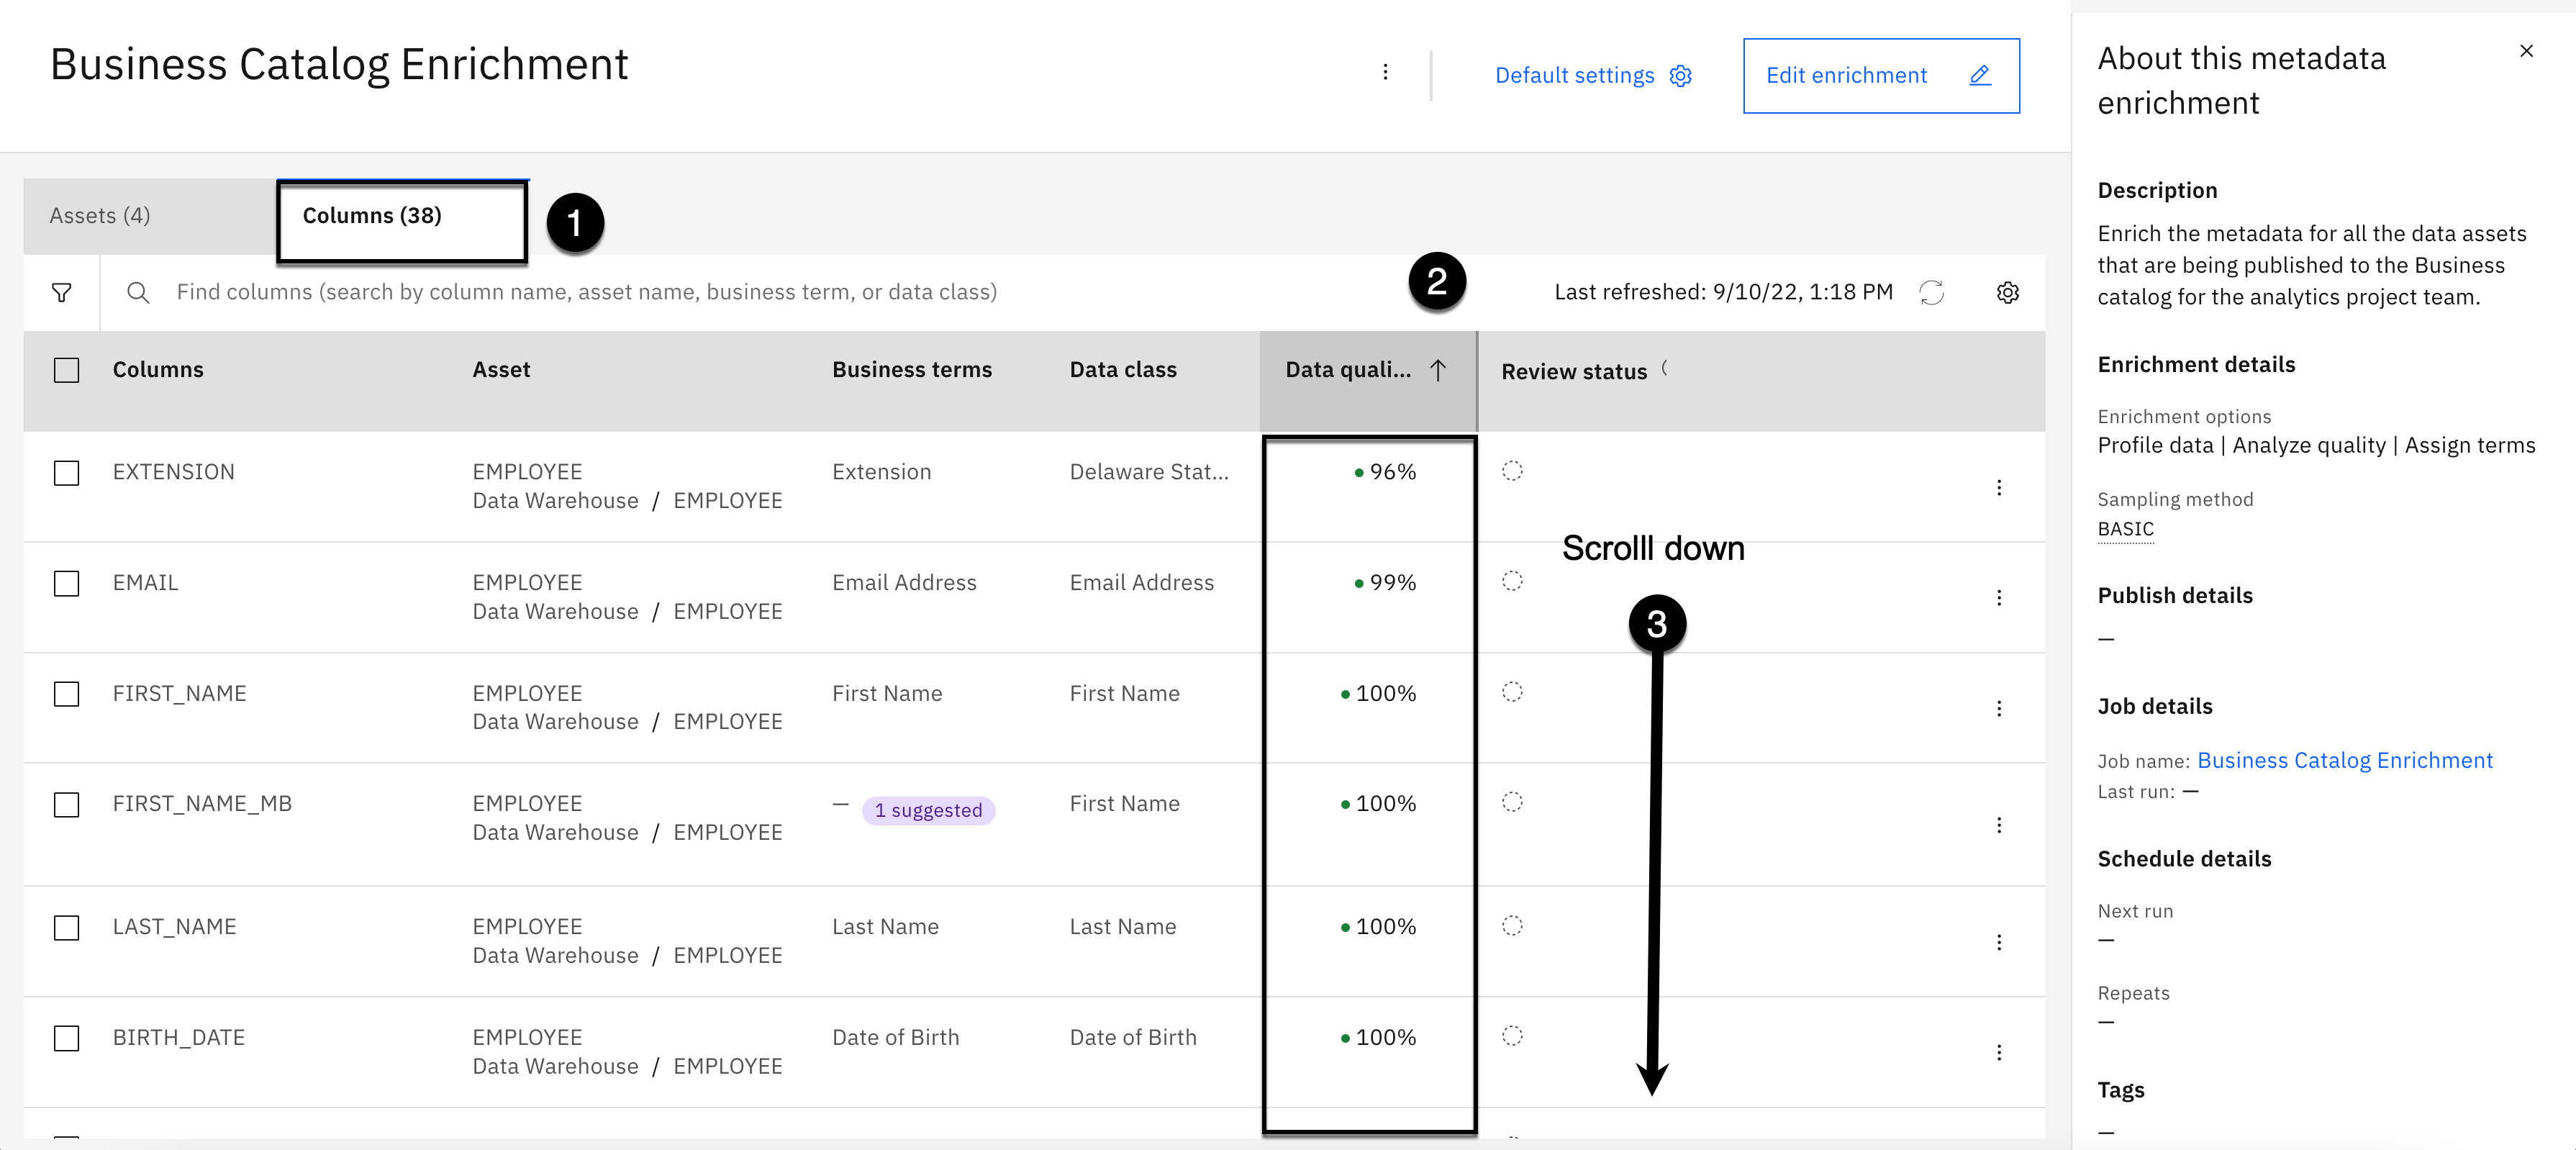 Business Catalog Enrichment
Default settings
Edit enrichment
Assets (4)
Columns (38)
1
2
Find columns (search by column name, asset name, business term, or data class)
Last refreshed: 9/10/22, 1:18 PM
Columns Asset Business terms Data class Data quali... Review status
EXTENSION EMPLOYEE Extension Delaware Stat... 96%
Data Warehouse / EMPLOYEE
Scrolll down
EMAIL EMPLOYEE Email Address Email Address 99%
Data Warehouse / EMPLOYEE
3
FIRST_NAME EMPLOYEE First Name First Name 100%
Data Warehouse / EMPLOYEE
FIRST_NAME_MB EMPLOYEE — 1 suggested First Name 100%
Data Warehouse / EMPLOYEE
LAST_NAME EMPLOYEE Last Name Last Name 100%
Data Warehouse / EMPLOYEE
BIRTH_DATE EMPLOYEE Date of Birth Date of Birth 100%
Data Warehouse / EMPLOYEE
About this metadata
enrichment
Description
Enrich the metadata for all the data assets
that are being published to the Business
catalog for the analytics project team.
Enrichment details
Enrichment options
Profile data | Analyze quality | Assign terms
Sampling method
BASIC
Publish details
—
Job details
Job name: Business Catalog Enrichment
Last run: —
Schedule details
Next run
—
Repeats
—
Tags
—